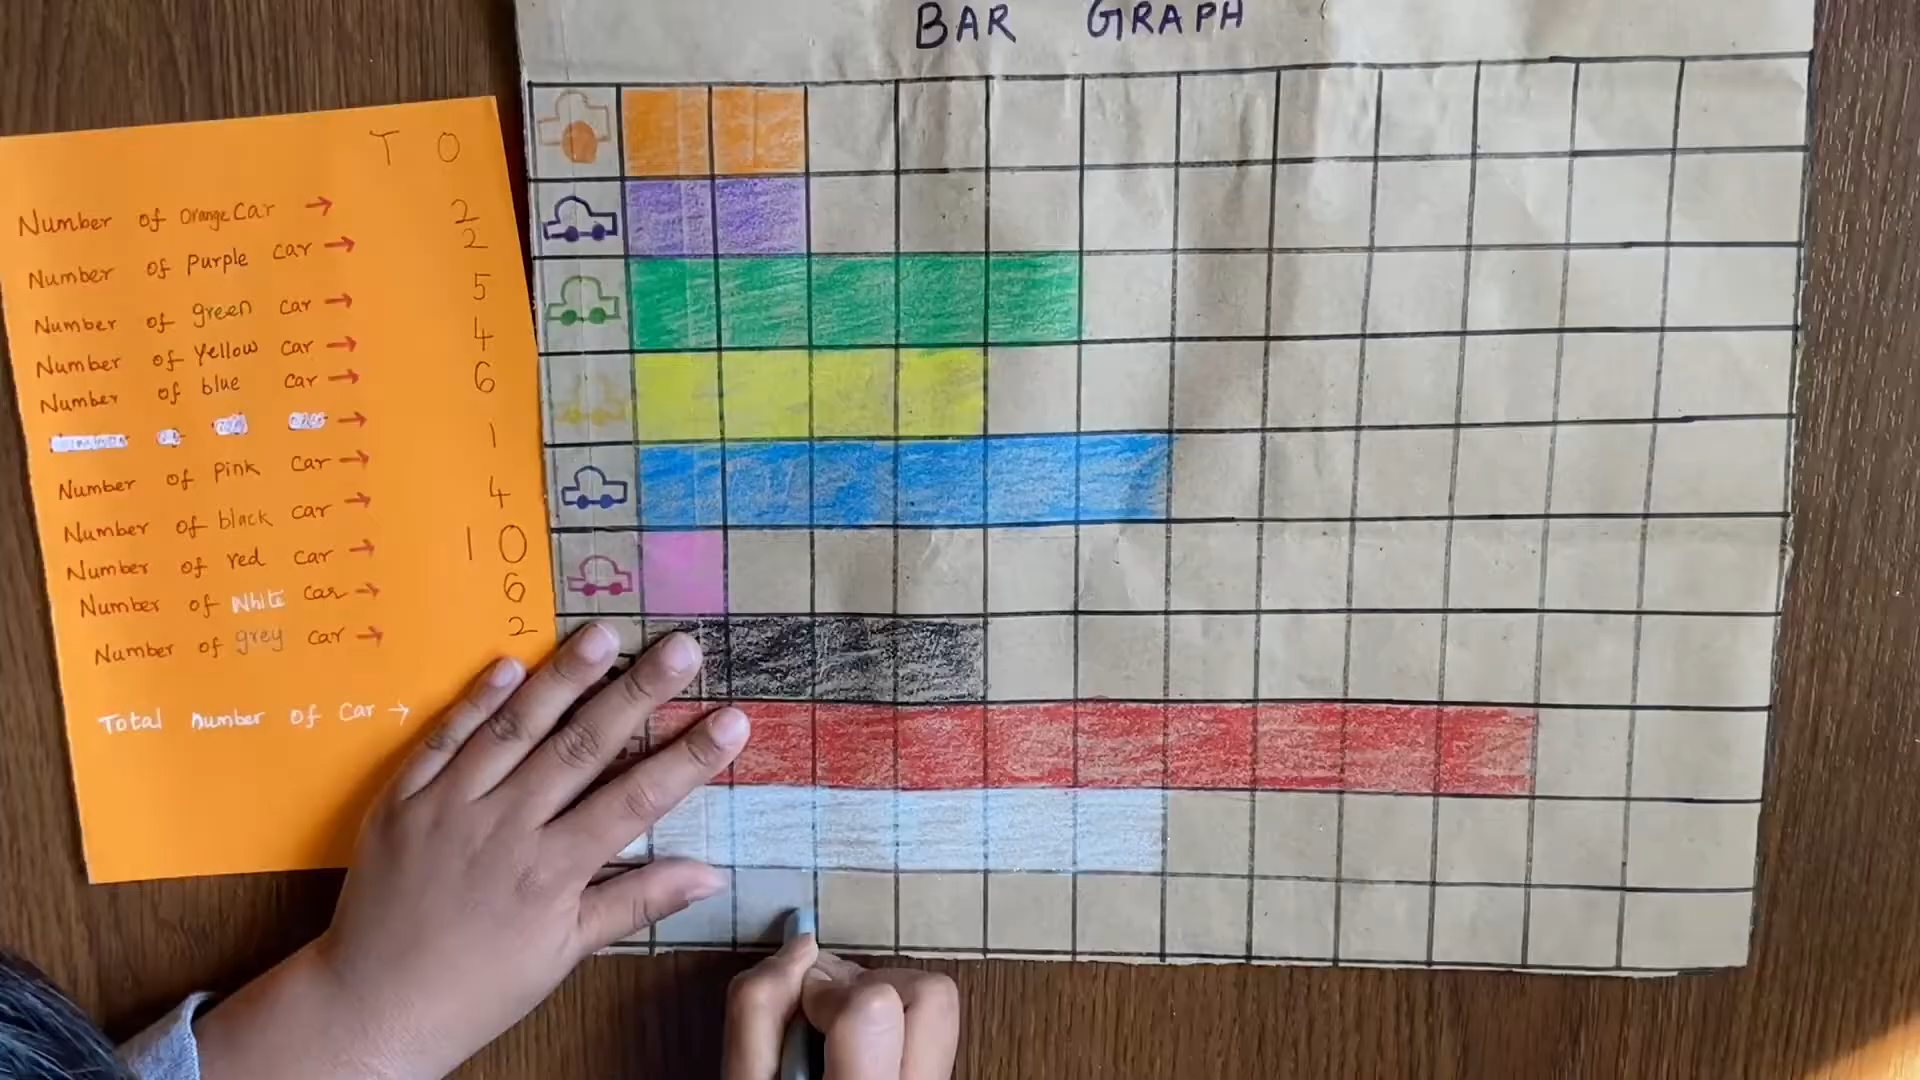 BAR GRAPH
T O
Number of Orange Car → 2
Number of Purple car → 2
Number of green car → 5
Number of Yellow car → 4
Number of blue car → 6
→ 1
Number of pink car → 4
Number of black car → 10
Number of red car → 6
Number of White car → 2
Number of grey car →
Total number of Car →